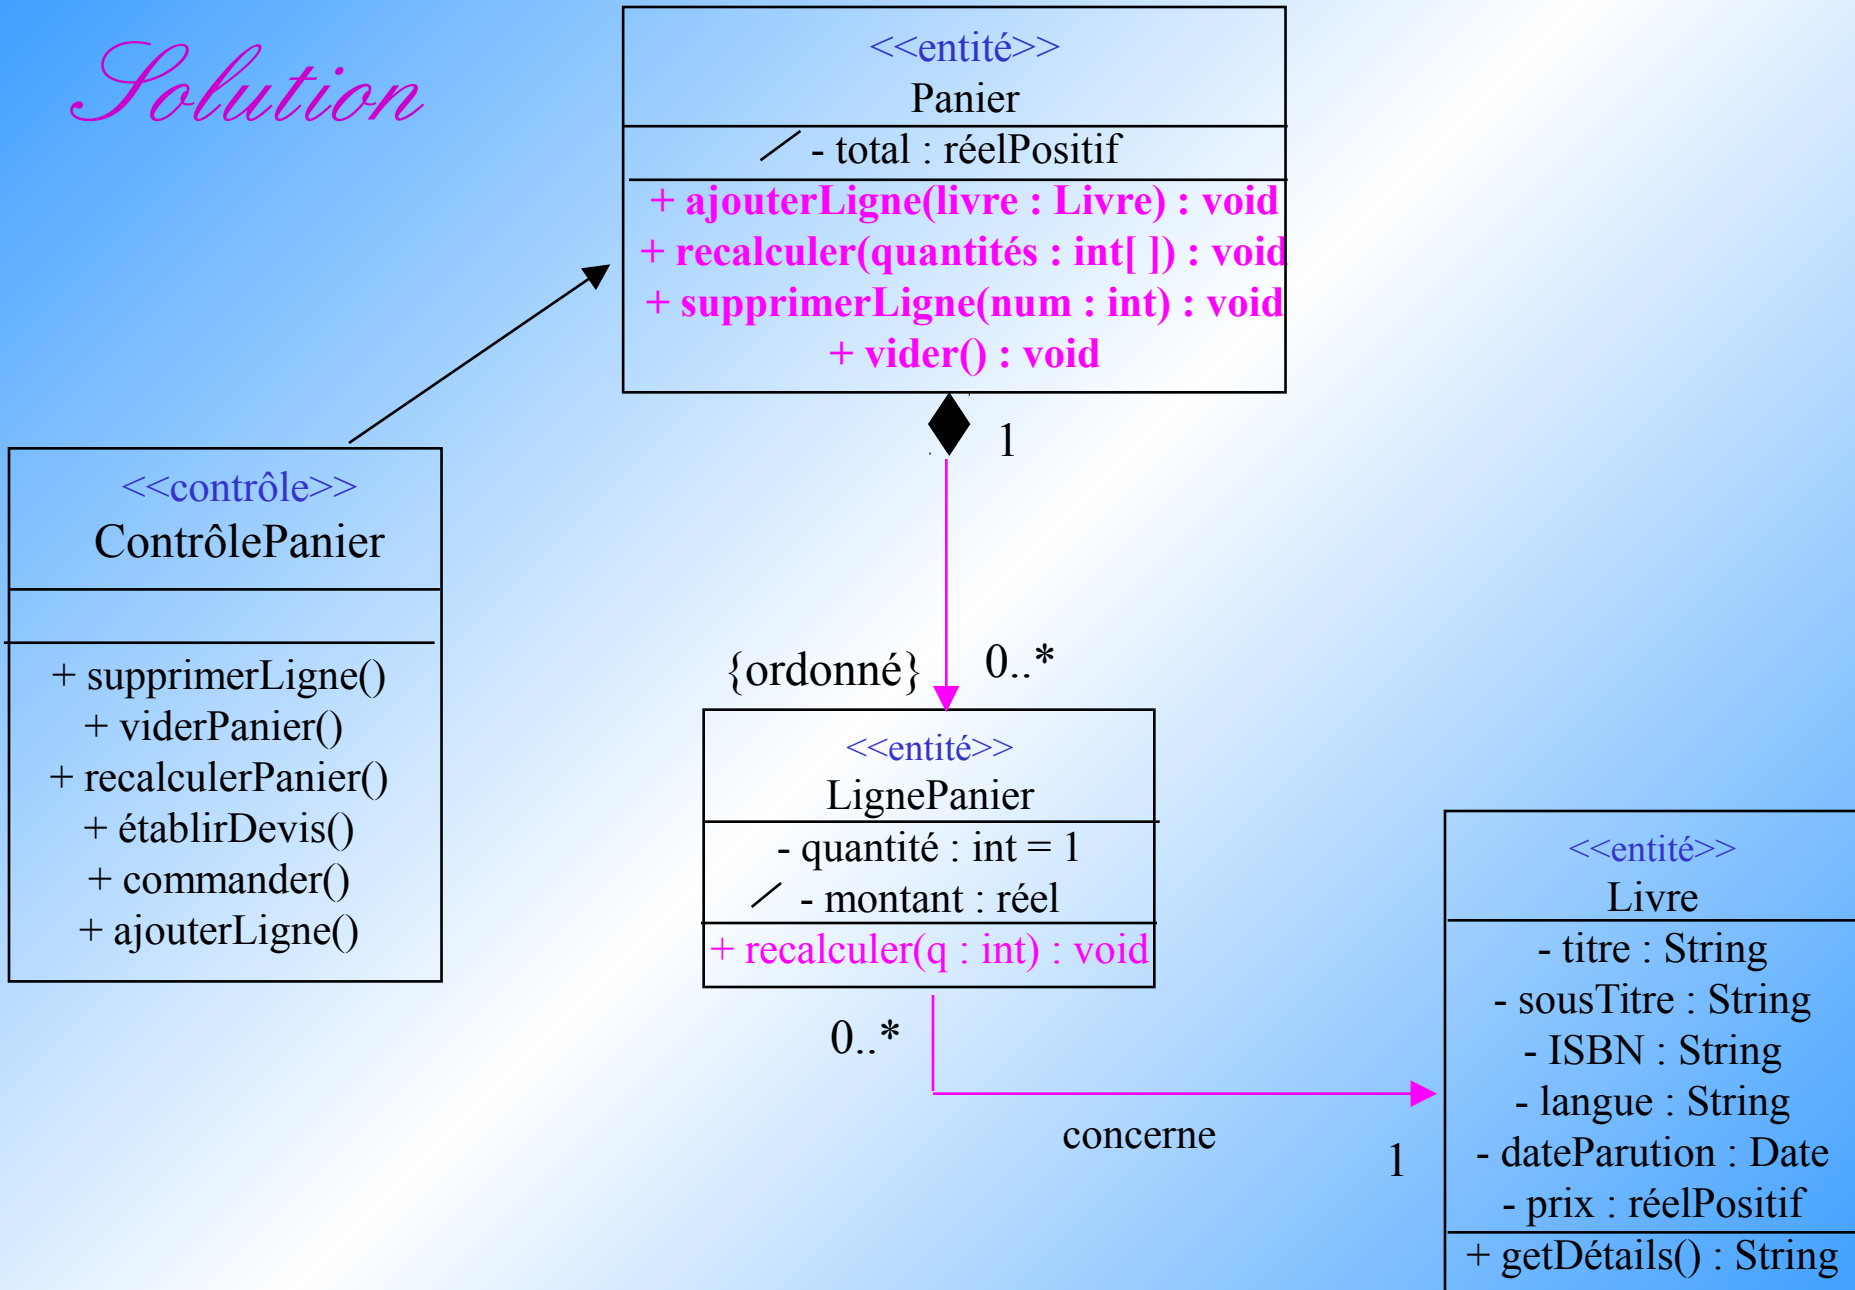 Solution
<<entité>>
Panier
/ - total : réelPositif
+ ajouterLigne(livre : Livre) : void
+ recalculer(quantités : int[ ]) : void
+ supprimerLigne(num : int) : void
+ vider() : void
1
<<contrôle>>
ContrôlePanier
+ supprimerLigne()
+ viderPanier()
+ recalculerPanier()
+ établirDevis()
+ commander()
+ ajouterLigne()
{ordonné} 0..*
<<entité>>
LignePanier
- quantité : int = 1
/ - montant : réel
+ recalculer(q : int) : void
0..*
concerne
1
<<entité>>
Livre
- titre : String
- sousTitre : String
- ISBN : String
- langue : String
- dateParution : Date
- prix : réelPositif
+ getDétails() : String